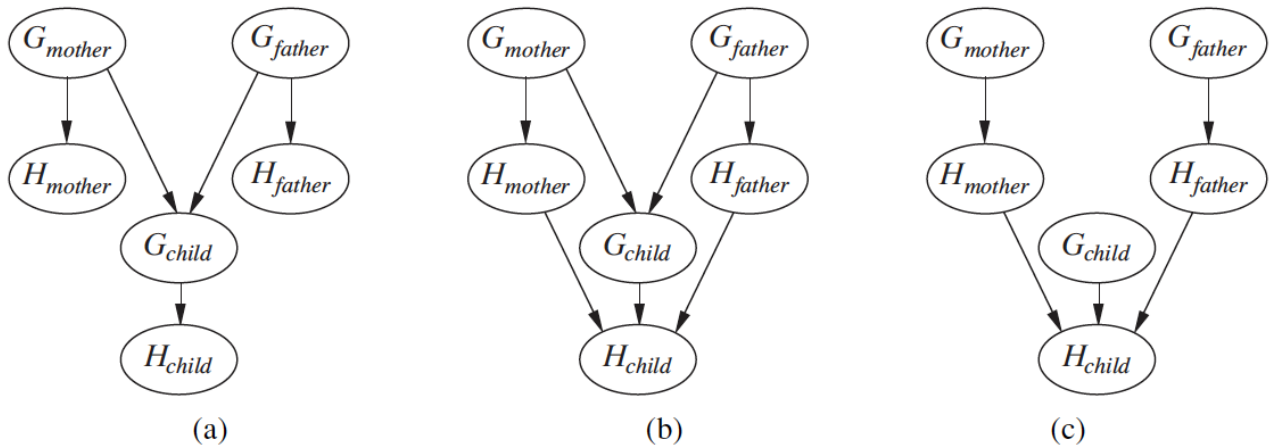 G_mother G_father G_mother G_father G_mother G_father
H_mother H_father H_mother H_father H_mother H_father
G_child G_child G_child
H_child H_child H_child
(a) (b) (c)